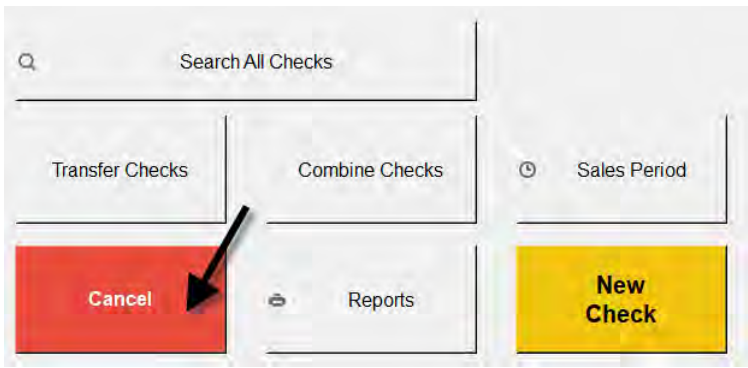 Search All Checks
Transfer Checks
Combine Checks
Sales Period
Cancel
Reports
New
Check